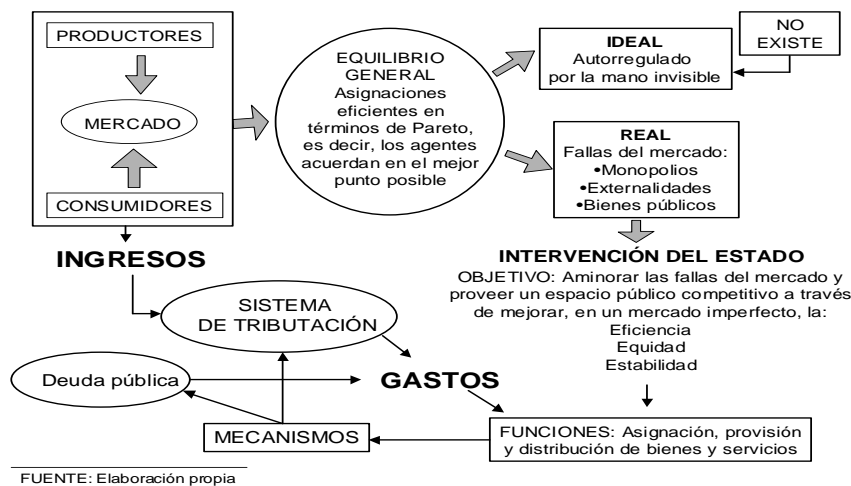 PRODUCTORES
MERCADO
CONSUMIDORES
EQUILIBRIO
GENERAL
Asignaciones
eficientes en
términos de Pareto,
es decir, los agentes
acuerdan en el mejor
punto posible
IDEAL
Autorregulado
por la mano invisible
NO
EXISTE
REAL
Fallas del mercado:
•Monopolios
•Externalidades
•Bienes públicos
INGRESOS
INTERVENCIÓN DEL ESTADO
OBJETIVO: Aminorar las fallas del mercado y
proveer un espacio público competitivo a través
de mejorar, en un mercado imperfecto, la:
Eficiencia
Equidad
Estabilidad
SISTEMA
DE TRIBUTACIÓN
Deuda pública
GASTOS
MECANISMOS
FUNCIONES: Asignación, provisión
y distribución de bienes y servicios
FUENTE: Elaboración propia